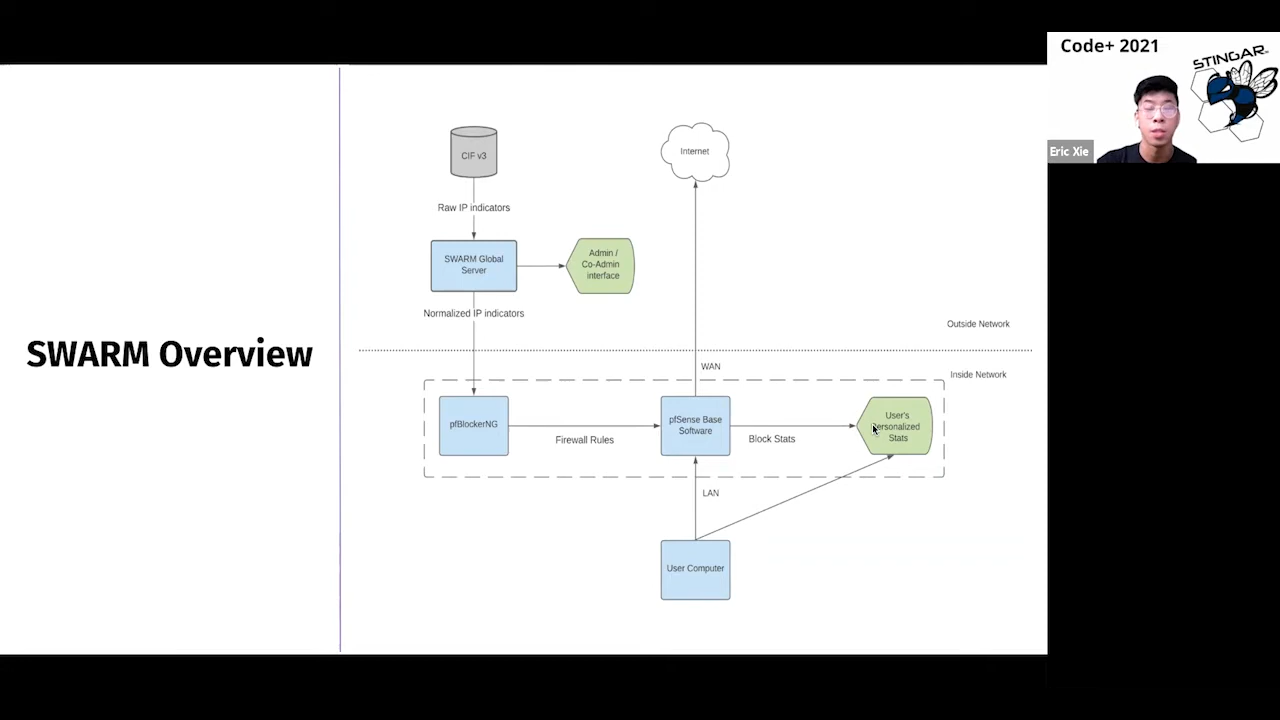 Code+ 2021
STINGAR
Eric Xie
SWARM Overview
CIF v3
Internet
Raw IP indicators
SWARM Global
Server
Admin /
Co-Admin
interface
Normalized IP indicators
Outside Network
WAN
Inside Network
pfBlockerNG
Firewall Rules
pfSense Base
Software
Block Stats
User's
Personalized
Stats
LAN
User Computer